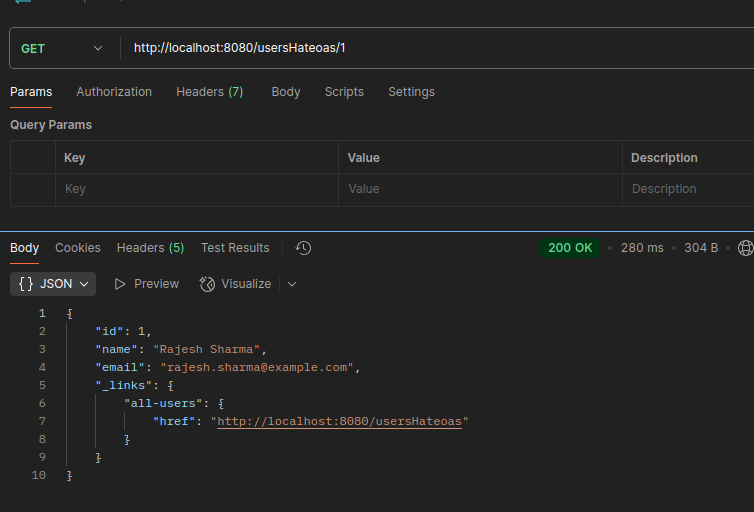 GET http://localhost:8080/usersHateoas/1
Params Authorization Headers (7) Body Scripts Settings
Query Params
Key Value Description
Key Value Description
Body Cookies Headers (5) Test Results 200 OK • 280 ms • 304 B •
{} JSON Preview Visualize
1 {
2 "id": 1,
3 "name": "Rajesh Sharma",
4 "email": "rajesh.sharma@example.com",
5 "_links": {
6 "all-users": {
7 "href": "http://localhost:8080/usersHateoas"
8 }
9 }
10 }